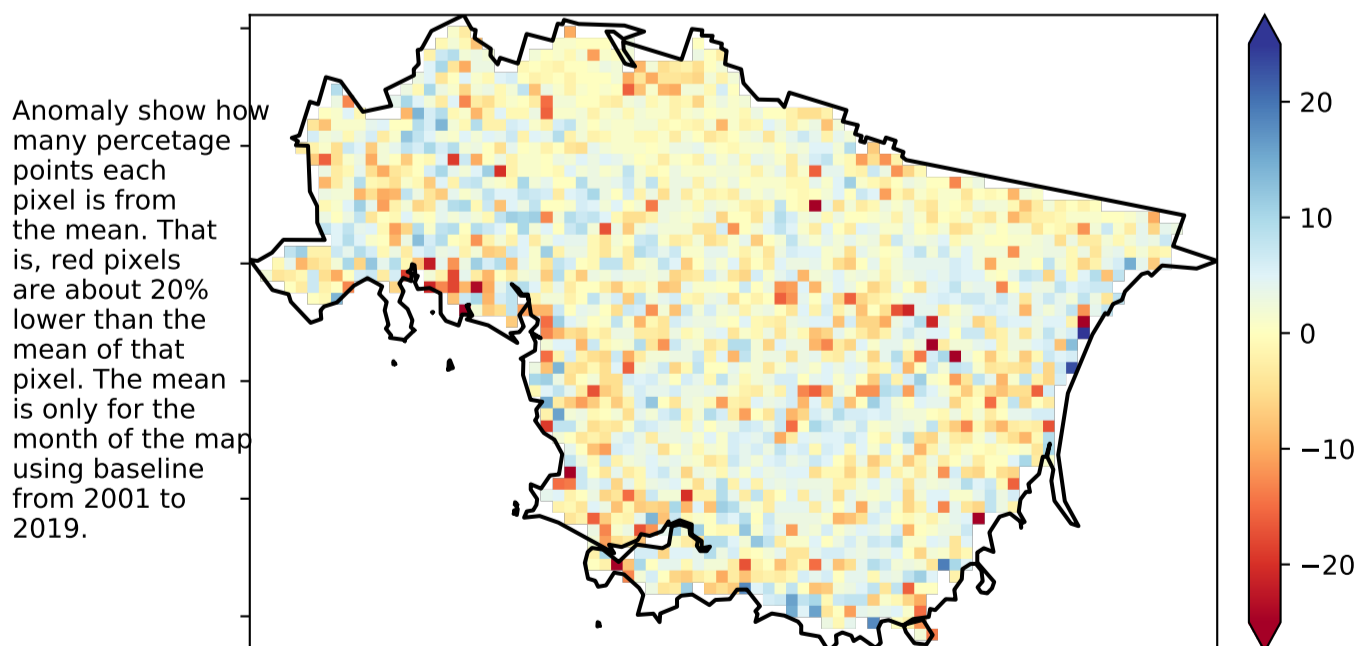 Anomaly show how
many percetage
points each
pixel is from
the mean. That
is, red pixels
are about 20%
lower than the
mean of that
pixel. The mean
is only for the
month of the map
using baseline
from 2001 to
2019.
20
10
0
−10
−20